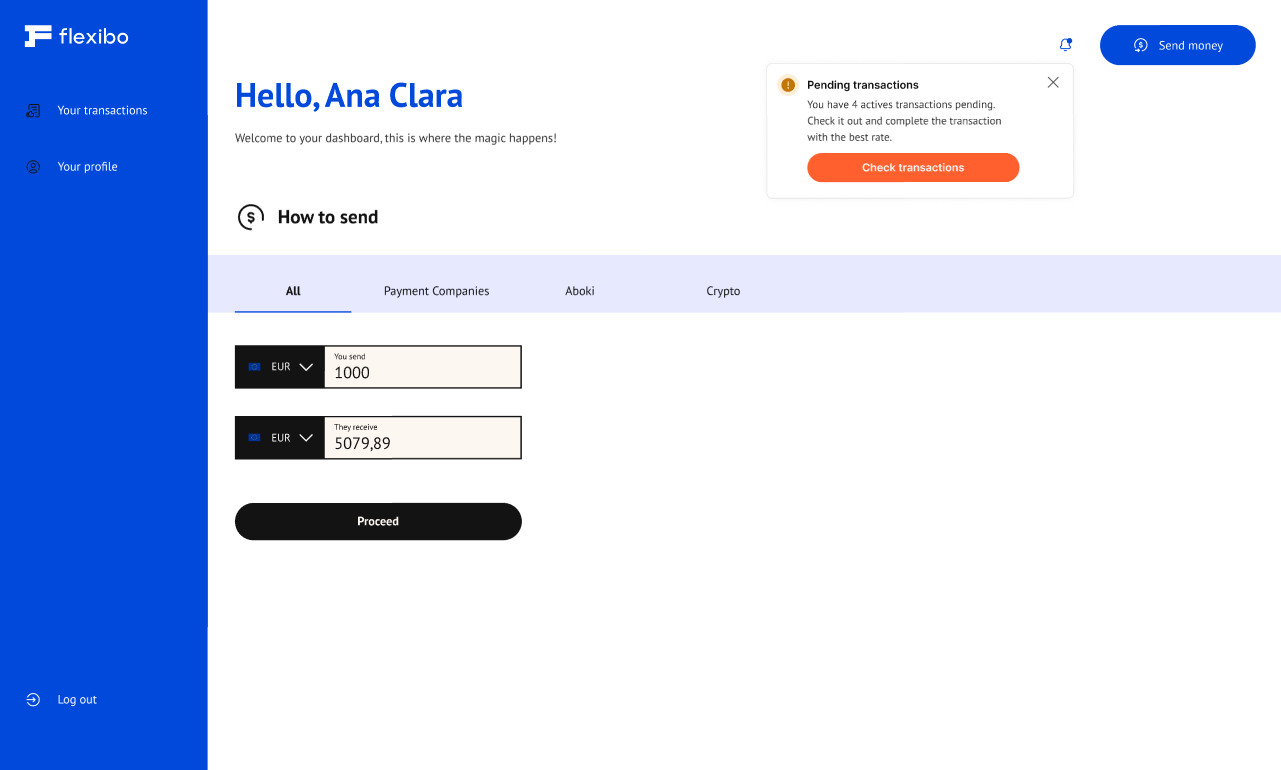 flexibo
Your transactions
Your profile
Log out
Send money
Pending transactions
You have 4 actives transactions pending.
Check it out and complete the transaction
with the best rate.
Check transactions
Hello, Ana Clara
Welcome to your dashboard, this is where the magic happens!
$ How to send
All Payment Companies Aboki Crypto
EUR You send
1000
EUR They receive
5079,89
Proceed